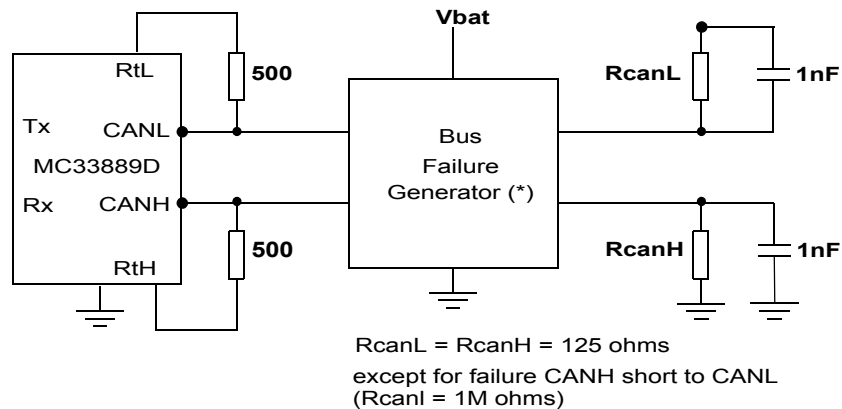 Vbat
RtL
500
RcanL
1nF
Tx
CANL
Bus
Failure
Generator (*)
MC33889D
Rx
CANH
500
RcanH
1nF
RtH
RcanL = RcanH = 125 ohms
except for failure CANH short to CANL
(Rcanl = 1M ohms)